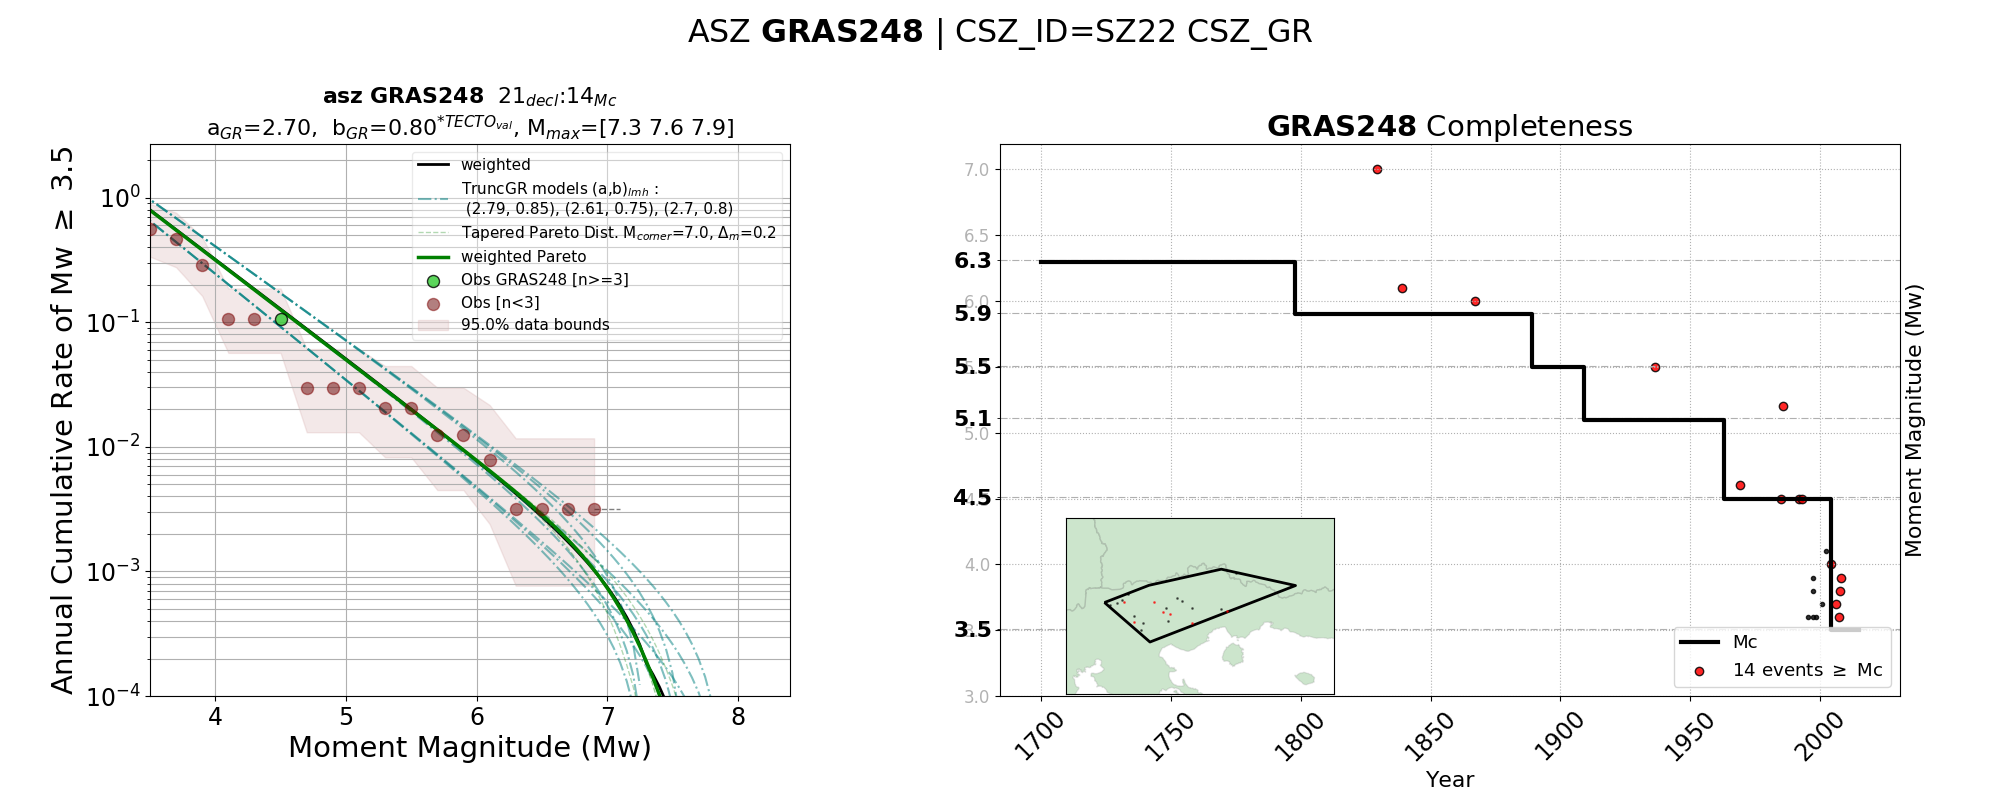 ASZ GRAS248 | CSZ_ID=SZ22 CSZ_GR
asz GRAS248 21decl:14Mc
aGR=2.70, bGR=0.80*TECTOval, Mmax=[7.3 7.6 7.9]
Annual Cumulative Rate of Mw ≥ 3.5
10^0
10^-1
10^-2
10^-3
10^-4
weighted
TruncGR models (a,b)lmh :
(2.79, 0.85), (2.61, 0.75), (2.7, 0.8)
Tapered Pareto Dist. Mcorner=7.0, Δm=0.2
weighted Pareto
Obs GRAS248 [n>=3]
Obs [n<3]
95.0% data bounds
4 5 6 7 8
Moment Magnitude (Mw)
GRAS248 Completeness
7.0
6.5
6.3
6.0
5.9
5.5
5.5
5.1
5.0
4.5
4.5
4.0
3.5
3.5
3.0
Moment Magnitude (Mw)
Mc
14 events ≥ Mc
1700 1750 1800 1850 1900 1950 2000
Year